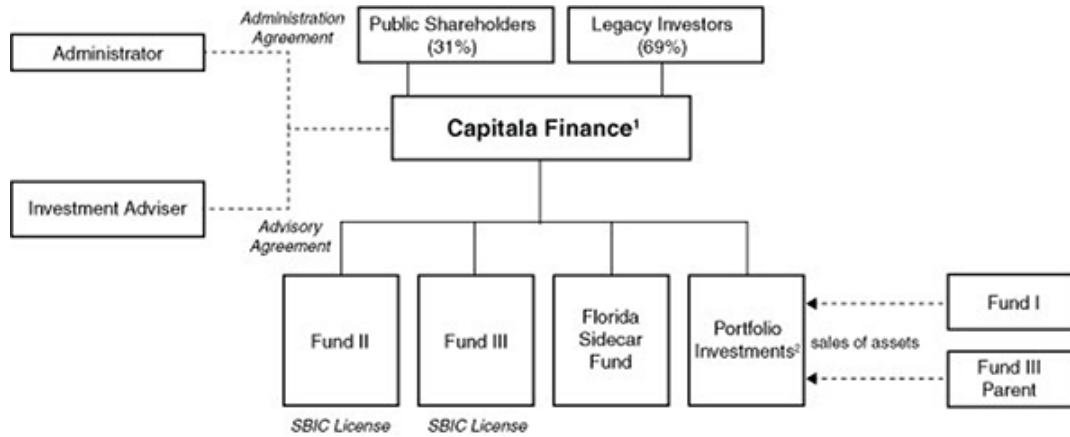 Administration
Agreement
Public Shareholders
(31%)
Legacy Investors
(69%)
Administrator
Capitala Finance¹
Investment Adviser
Advisory
Agreement
Fund II
Fund III
Florida
Sidecar
Fund
Portfolio
Investments²
sales of assets
Fund I
Fund III
Parent
SBIC License
SBIC License